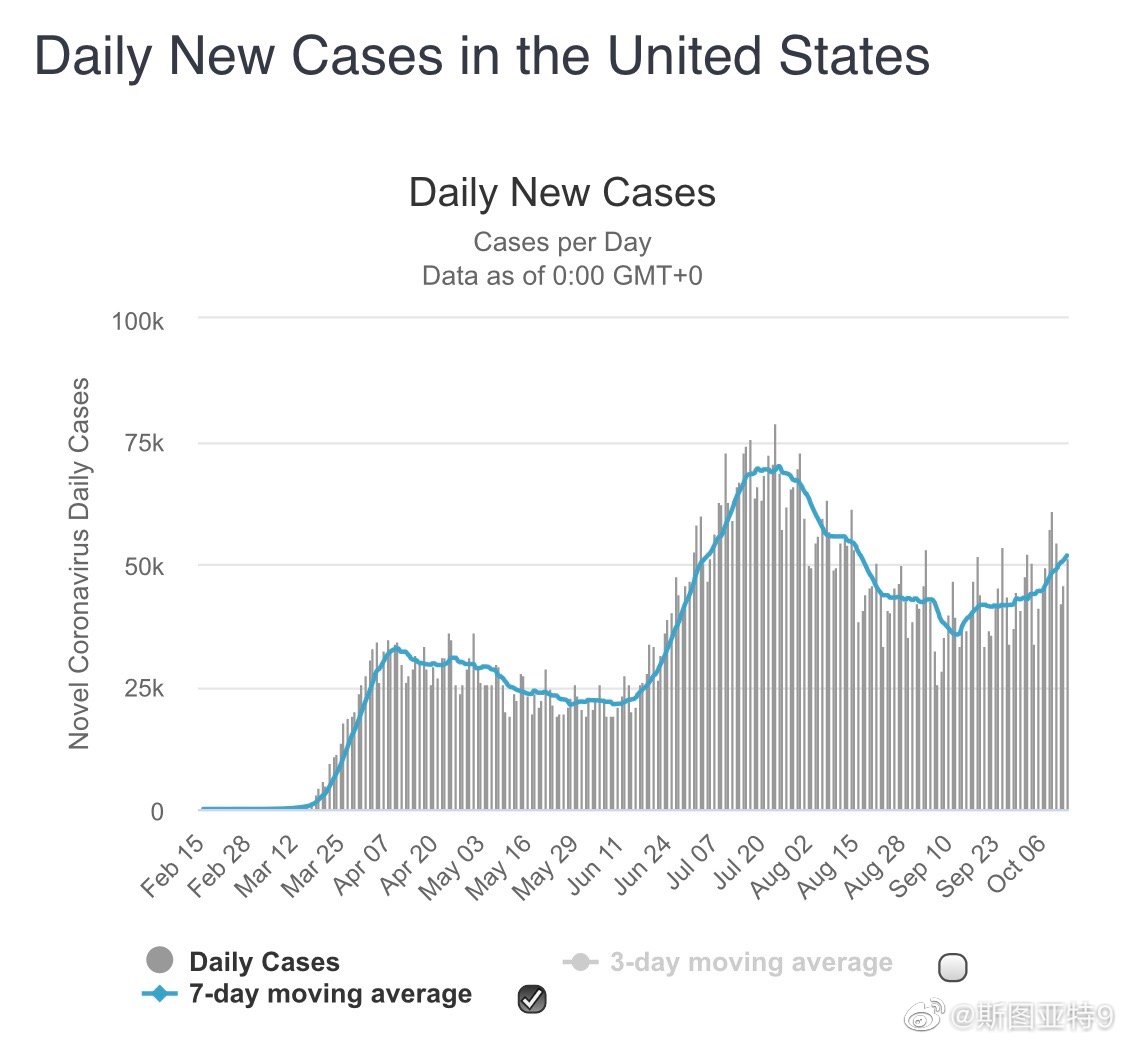 Daily New Cases in the United States
Daily New Cases
Cases per Day
Data as of 0:00 GMT+0
Novel Coronavirus Daily Cases
100k
75k
50k
25k
0
Feb 15
Feb 28
Mar 12
Mar 25
Apr 07
Apr 20
May 03
May 16
May 29
Jun 11
Jun 24
Jul 07
Jul 20
Aug 02
Aug 15
Aug 28
Sep 10
Sep 23
Oct 06
Daily Cases
3-day moving average
7-day moving average
@斯图亚特9